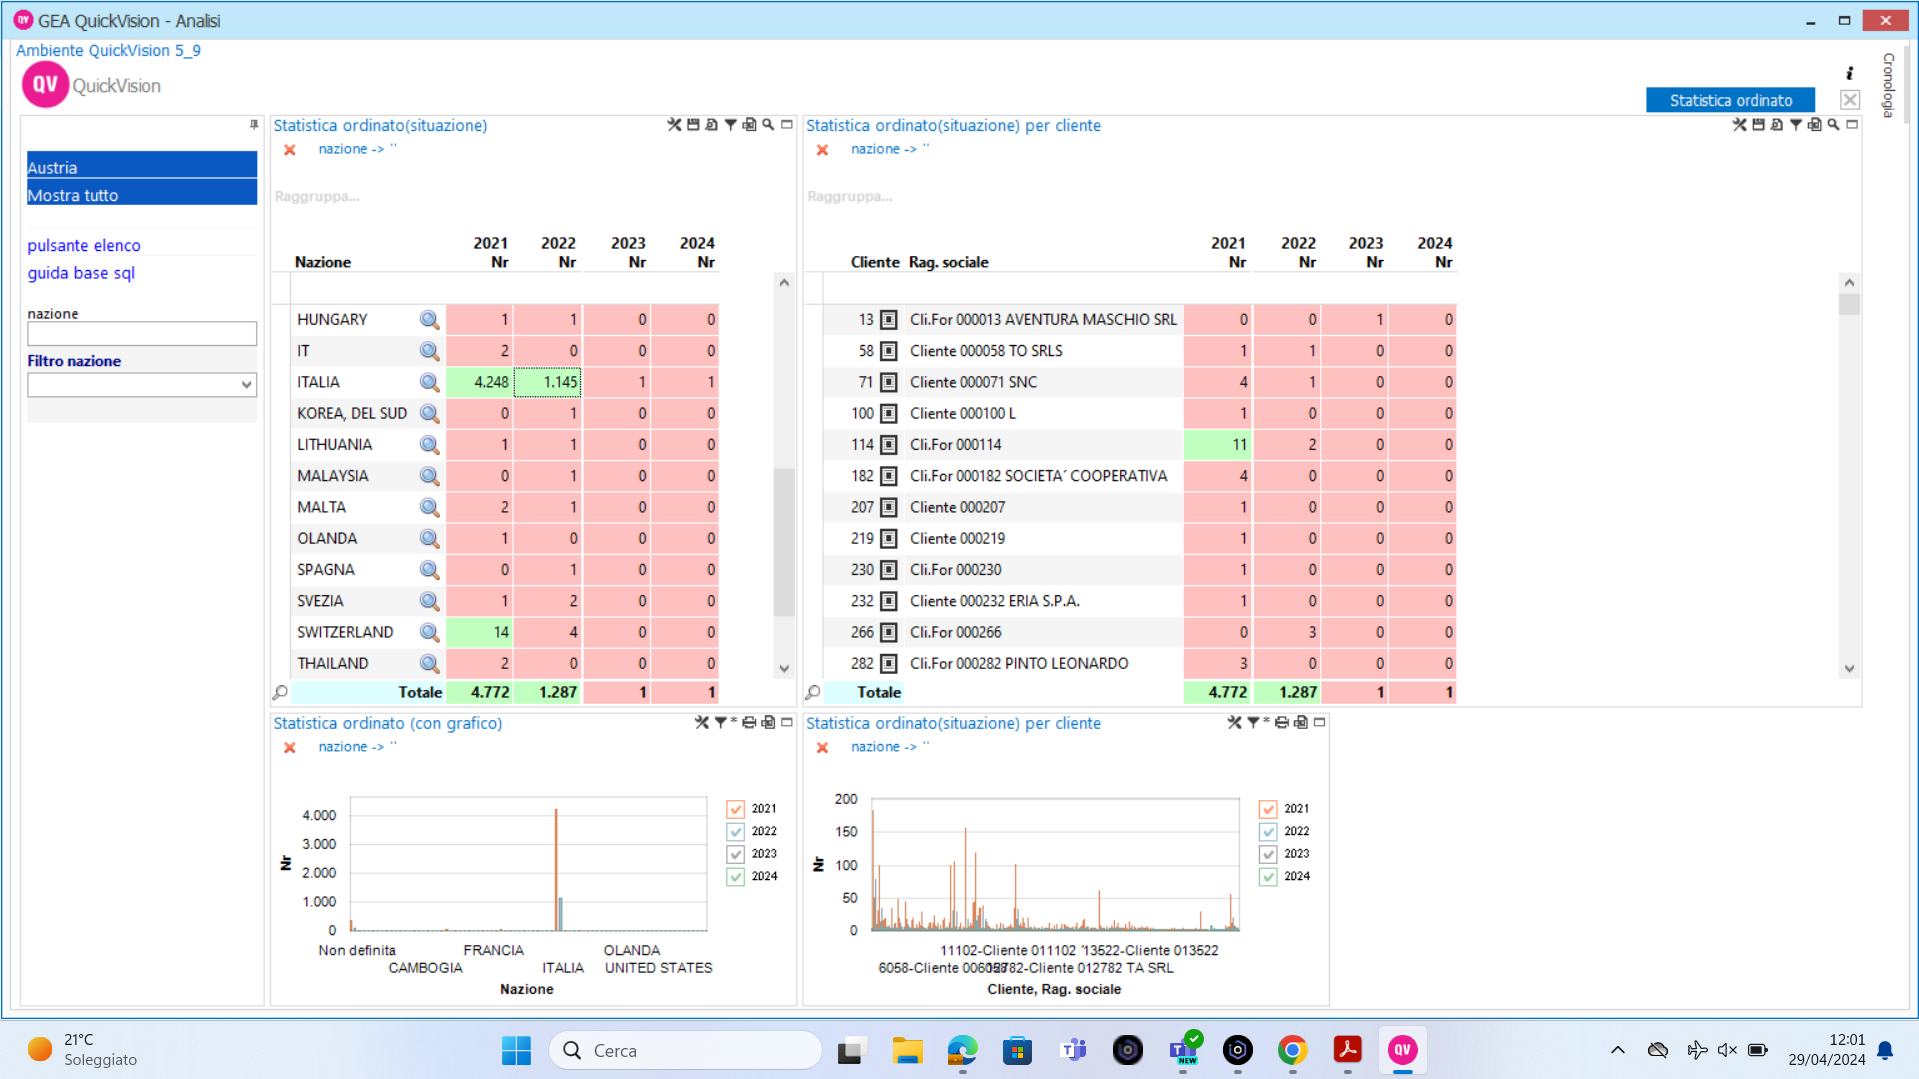 GEA QuickVision - Analisi
Ambiente QuickVision 5_9
QV QuickVision
Statistica ordinato
Cronologia
Austria
Mostra tutto
pulsante elenco
guida base sql
nazione
Filtro nazione
Statistica ordinato(situazione)
nazione -> ''
Raggruppa...
2021 2022 2023 2024
Nazione Nr Nr Nr Nr
HUNGARY 1 1 0 0
IT 2 0 0 0
ITALIA 4.248 1.145 1 1
KOREA, DEL SUD 0 1 0 0
LITHUANIA 1 1 0 0
MALAYSIA 0 1 0 0
MALTA 2 1 0 0
OLANDA 1 0 0 0
SPAGNA 0 1 0 0
SVEZIA 1 2 0 0
SWITZERLAND 14 4 0 0
THAILAND 2 0 0 0
Totale 4.772 1.287 1 1
Statistica ordinato(situazione) per cliente
nazione -> ''
Raggruppa...
2021 2022 2023 2024
Cliente Rag. sociale Nr Nr Nr Nr
13 Cli.For 000013 AVENTURA MASCHIO SRL 0 0 1 0
58 Cliente 000058 TO SRLS 1 1 0 0
71 Cliente 000071 SNC 4 1 0 0
100 Cliente 000100 L 1 0 0 0
114 Cli.For 000114 11 2 0 0
182 Cli.For 000182 SOCIETA´ COOPERATIVA 4 0 0 0
207 Cliente 000207 1 0 0 0
219 Cliente 000219 1 0 0 0
230 Cli.For 000230 1 0 0 0
232 Cliente 000232 ERIA S.P.A. 1 0 0 0
266 Cli.For 000266 0 3 0 0
282 Cli.For 000282 PINTO LEONARDO 3 0 0 0
Totale 4.772 1.287 1 1
Statistica ordinato (con grafico)
nazione -> ''
4.000
3.000
2.000
1.000
0
Nr
Non definita FRANCIA OLANDA
CAMBOGIA ITALIA UNITED STATES
Nazione
2021
2022
2023
2024
Statistica ordinato(situazione) per cliente
nazione -> ''
200
150
100
50
0
Nr
11102-Cliente 011102 '13522-Cliente 013522
6058-Cliente 006058 12782-Cliente 012782 TA SRL
Cliente, Rag. sociale
2021
2022
2023
2024
21°C
Soleggiato
Cerca
NEW
QV
12:01
29/04/2024